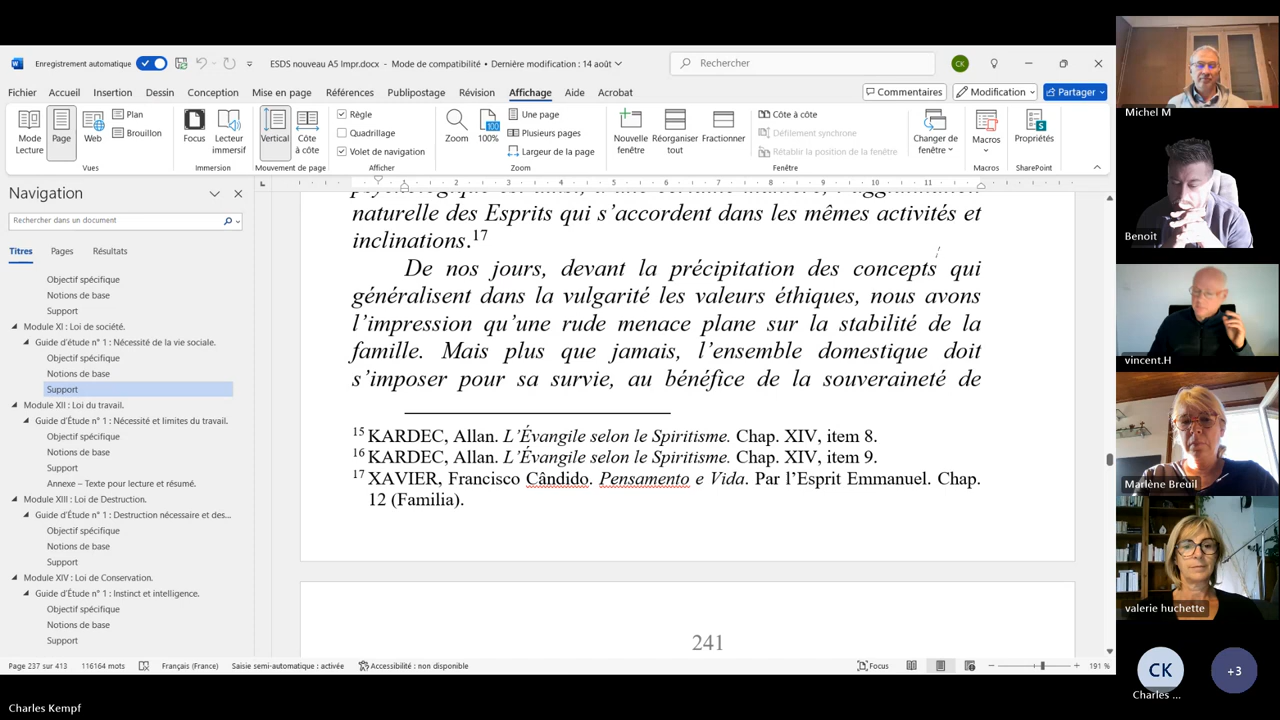 Enregistrement automatique
ESDS nouveau A5 Impr.docx - Mode de compatibilité • Dernière modification : 14 août
Rechercher
CK
Fichier Accueil Insertion Dessin Conception Mise en page Références Publipostage Révision Affichage Aide Acrobat
Commentaires Modification Partager
Mode Lecture
Page
Web
Plan
Brouillon
Vues
Focus
Lecteur immersif
Immersion
Vertical
Côte à côte
Mouvement de page
Règle
Quadrillage
Volet de navigation
Afficher
Zoom
100
100%
Une page
Plusieurs pages
Largeur de la page
Zoom
Nouvelle fenêtre
Réorganiser tout
Fractionner
Côte à côte
Défilement synchrone
Rétablir la position de la fenêtre
Fenêtre
Changer de fenêtre
Macros
Macros
Propriétés
SharePoint
Navigation
Rechercher dans un document
Titres Pages Résultats
Objectif spécifique
Notions de base
Support
Module XI : Loi de société.
Guide d'étude n° 1 : Nécessité de la vie sociale.
Objectif spécifique
Notions de base
Support
Module XII : Loi du travail.
Guide d'Étude n° 1 : Nécessité et limites du travail.
Objectif spécifique
Notions de base
Support
Annexe – Texte pour lecture et résumé.
Module XIII : Loi de Destruction.
Guide d'Étude n° 1 : Destruction nécessaire et des...
Objectif spécifique
Notions de base
Support
Module XIV : Loi de Conservation.
Guide d'Étude n° 1 : Instinct et intelligence.
Objectif spécifique
Notions de base
Support
1 2 3 4 5 6 7 8 9 10 11
naturelle des Esprits qui s'accordent dans les mêmes activités et
inclinations.17
De nos jours, devant la précipitation des concepts qui
généralisent dans la vulgarité les valeurs éthiques, nous avons
l'impression qu'une rude menace plane sur la stabilité de la
famille. Mais plus que jamais, l'ensemble domestique doit
s'imposer pour sa survie, au bénéfice de la souveraineté de
15 KARDEC, Allan. L'Évangile selon le Spiritisme. Chap. XIV, item 8.
16 KARDEC, Allan. L'Évangile selon le Spiritisme. Chap. XIV, item 9.
17 XAVIER, Francisco Cândido. Pensamento e Vida. Par l'Esprit Emmanuel. Chap.
12 (Familia).
241
Page 237 sur 413 116164 mots Français (France) Saisie semi-automatique : activée Accessibilité : non disponible Focus 191 %
Michel M
Benoit
vincent.H
Marlène Breuil
valerie huchette
CK
Charles ...
+3
Charles Kempf